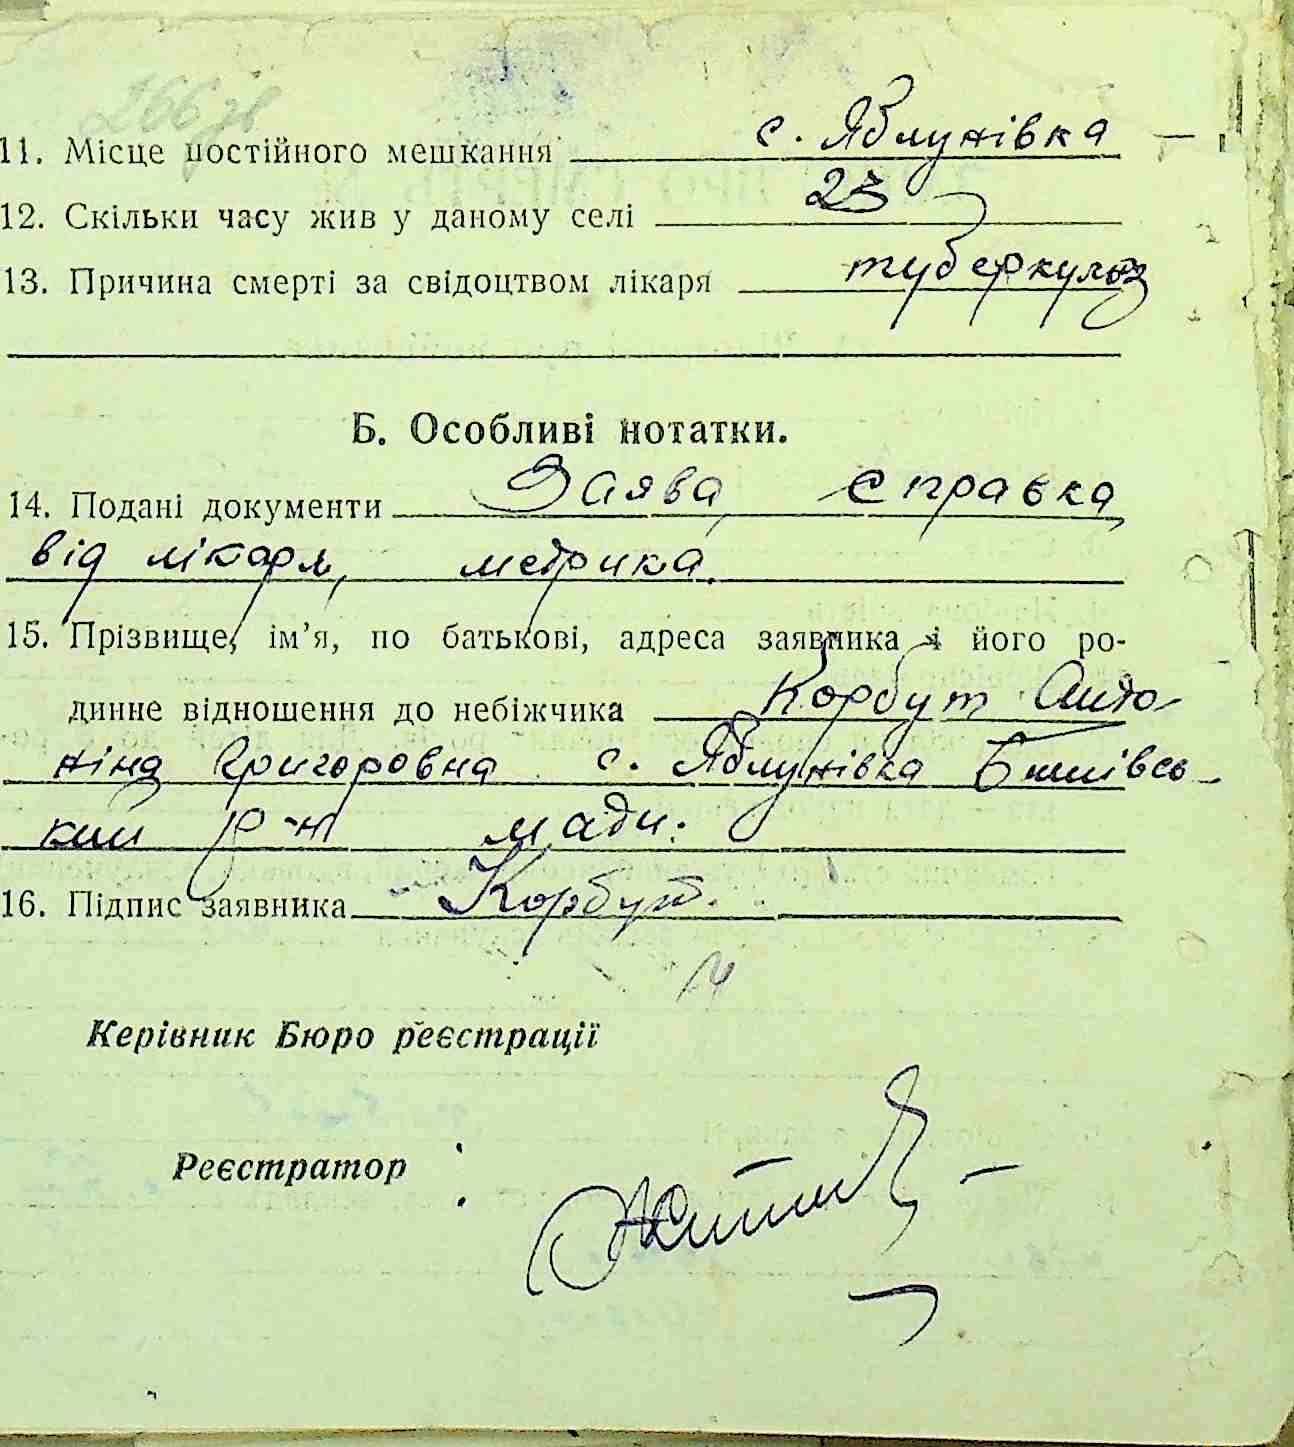 266 зв
11. Місце постійного мешкання с. Яблунівка
12. Скільки часу жив у даному селі 23
13. Причина смерті за свідоцтвом лікаря туберкульоз
Б. Особливі нотатки.
14. Подані документи Заява, справка
від лікаря, метрика.
15. Прізвище, ім’я, по батькові, адреса заявника і його ро-
динне відношення до небіжчика Корбут Анто-
ніна Григоровна с. Яблунівка Бишівсь-
кий р-н мати.
16. Підпис заявника Корбут.
Керівник Бюро реєстрації
Реєстратор